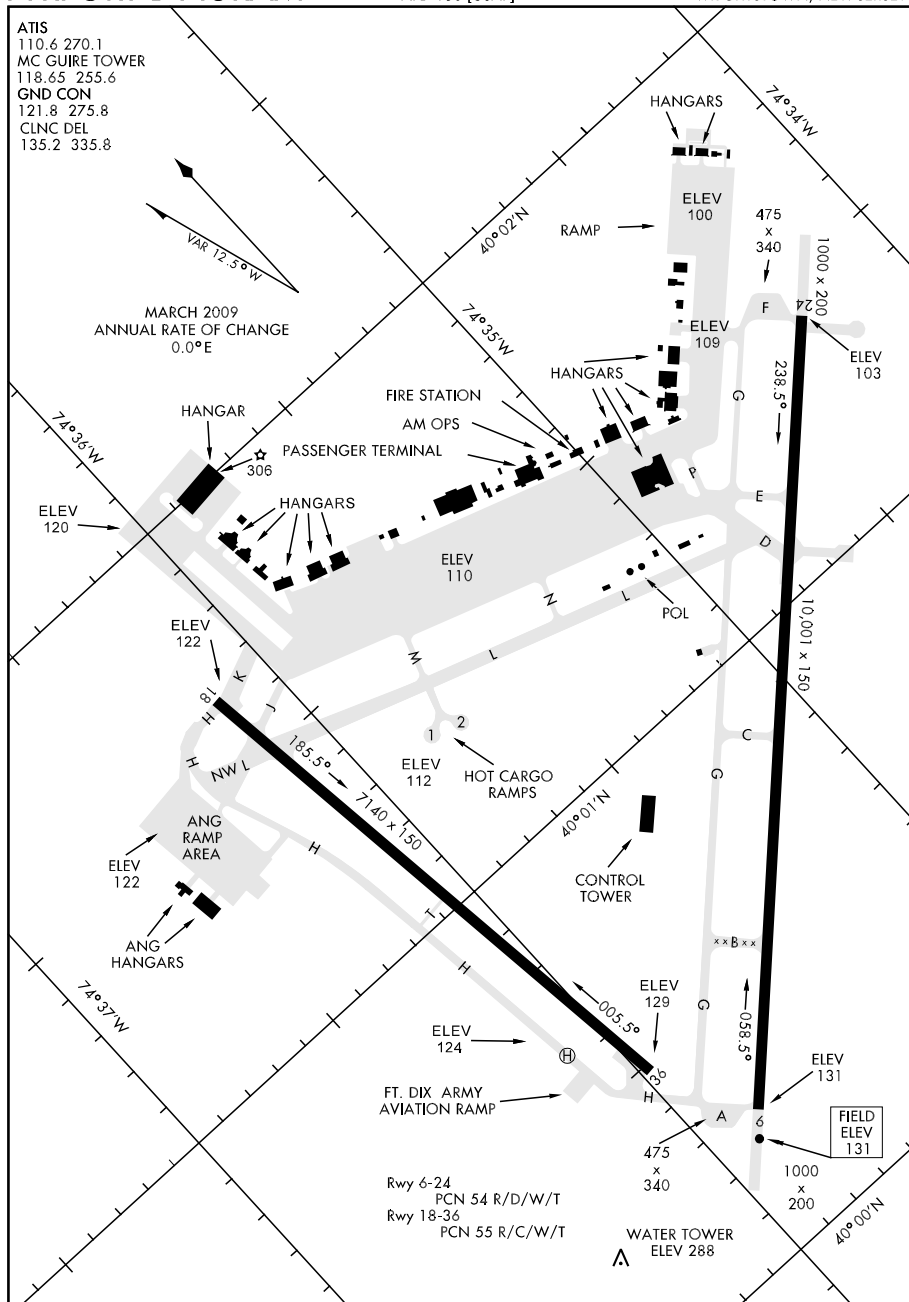 ATIS
110.6 270.1
MC GUIRE TOWER
118.65 255.6
GND CON
121.8 275.8
CLNC DEL
135.2 335.8
VAR 12.5° W
MARCH 2009
ANNUAL RATE OF CHANGE
0.0° E
HANGARS
74°34'W
40°02'N
RAMP
ELEV
100
475
x
340
1000 x 200
F
24
ELEV
109
ELEV
103
74°35'W
HANGARS
238.5°
G
FIRE STATION
AM OPS
PASSENGER TERMINAL
HANGAR
306
74°36'W
HANGARS
P
E
D
ELEV
120
ELEV
110
N
L
POL
10,001 x 150
ELEV
122
K
J
M
L
18
H
H
NW L
185.5°
7140 x 150
1
2
ELEV
112
HOT CARGO
RAMPS
C
G
40°01'N
ANG
RAMP
AREA
ELEV
122
H
CONTROL
TOWER
ANG
HANGARS
T
H
x x B x x
74°37'W
ELEV
124
005.5°
ELEV
129
G
058.5°
H
36
H
ELEV
131
FT. DIX ARMY
AVIATION RAMP
A
6
FIELD
ELEV
131
475
x
340
1000
x
200
Rwy 6-24
PCN 54 R/D/W/T
Rwy 18-36
PCN 55 R/C/W/T
WATER TOWER
ELEV 288
40°00'N